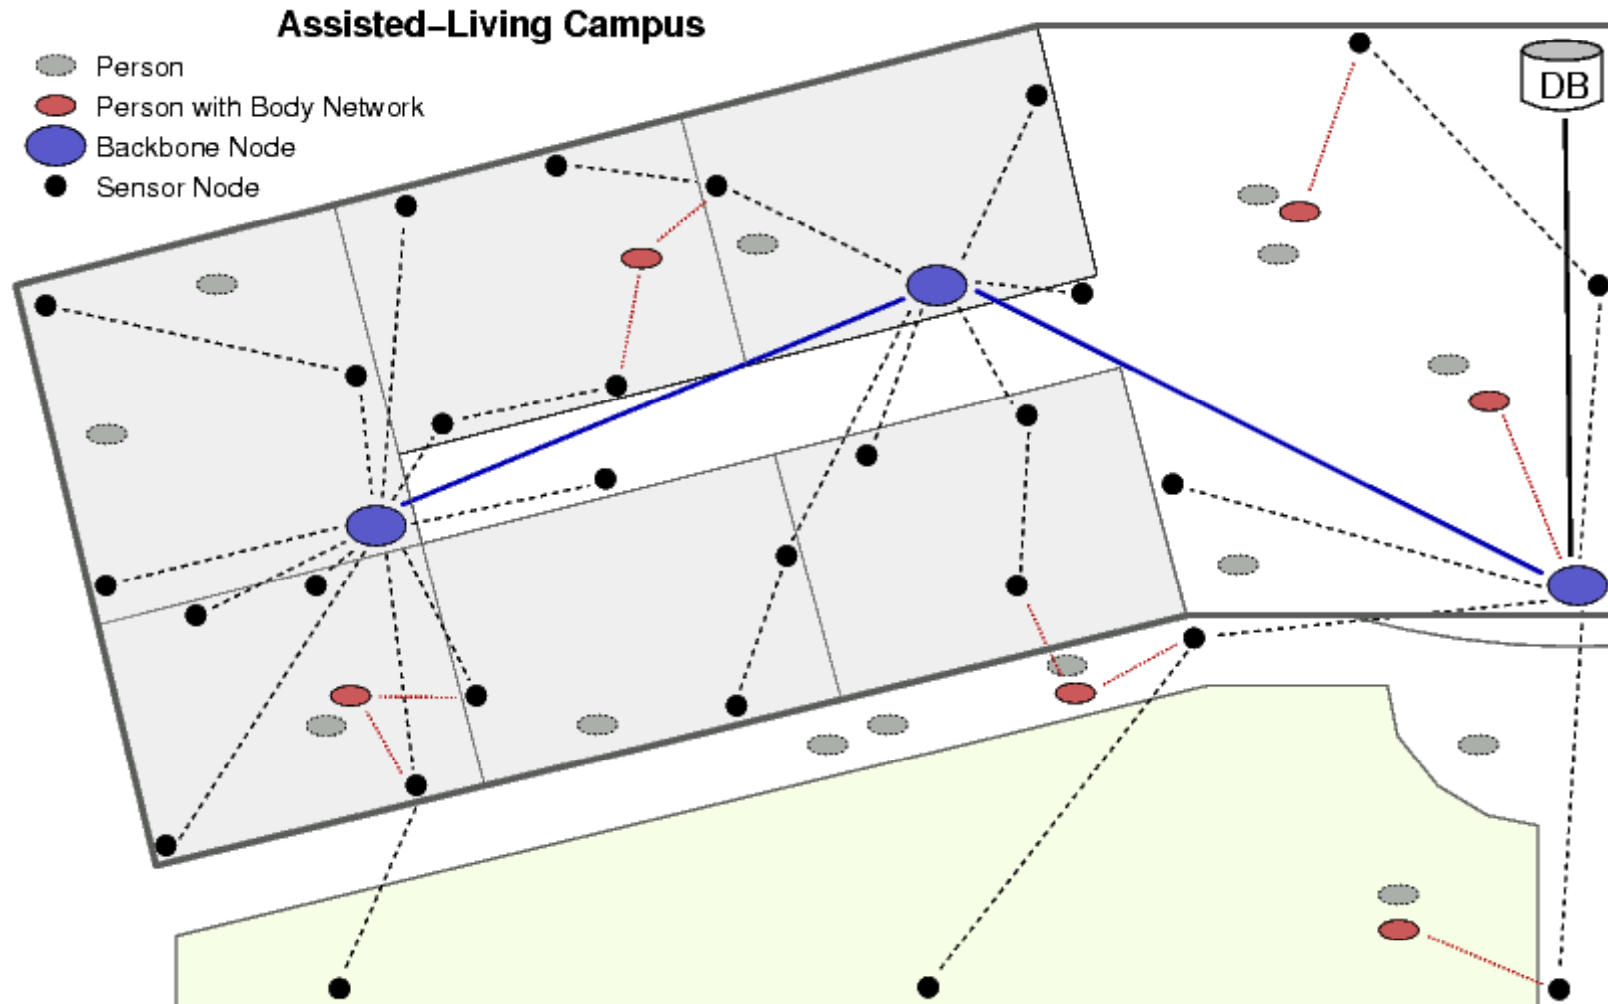 Assisted–Living Campus
Person
Person with Body Network
Backbone Node
Sensor Node
DB